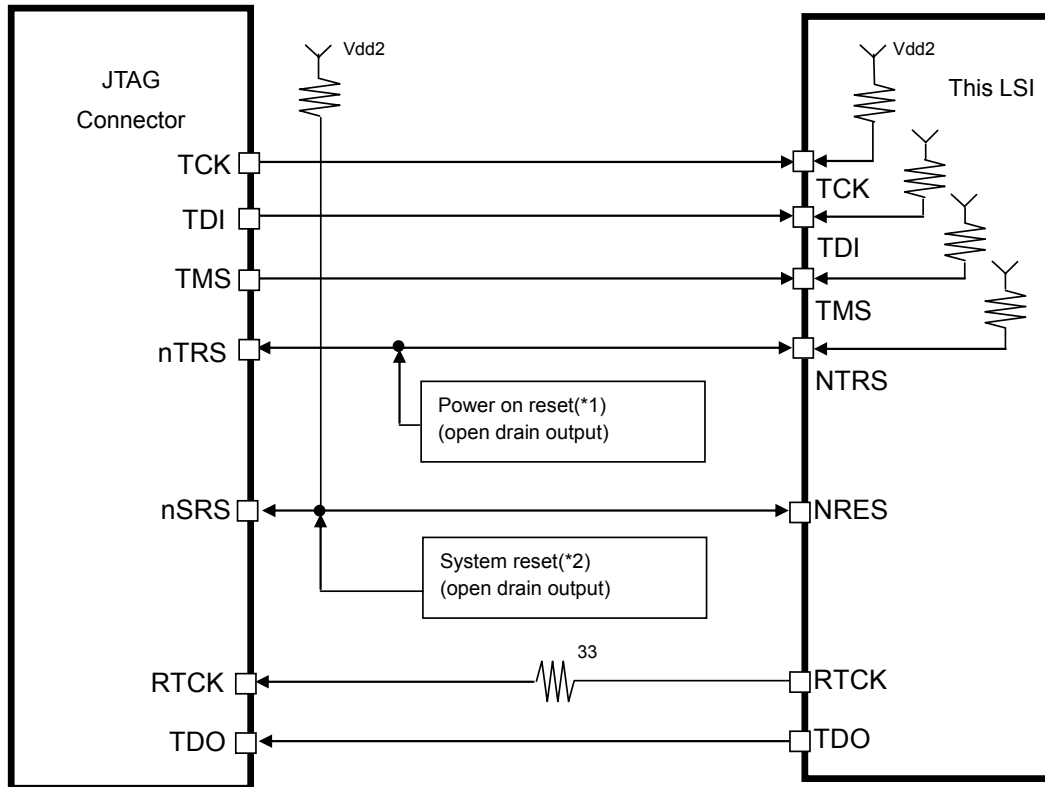 Vdd2
Vdd2
JTAG
Connector
This LSI
TCK
TCK
TDI
TDI
TMS
TMS
nTRS
NTRS
Power on reset(*1)
(open drain output)
nSRS
NRES
System reset(*2)
(open drain output)
33
RTCK
RTCK
TDO
TDO